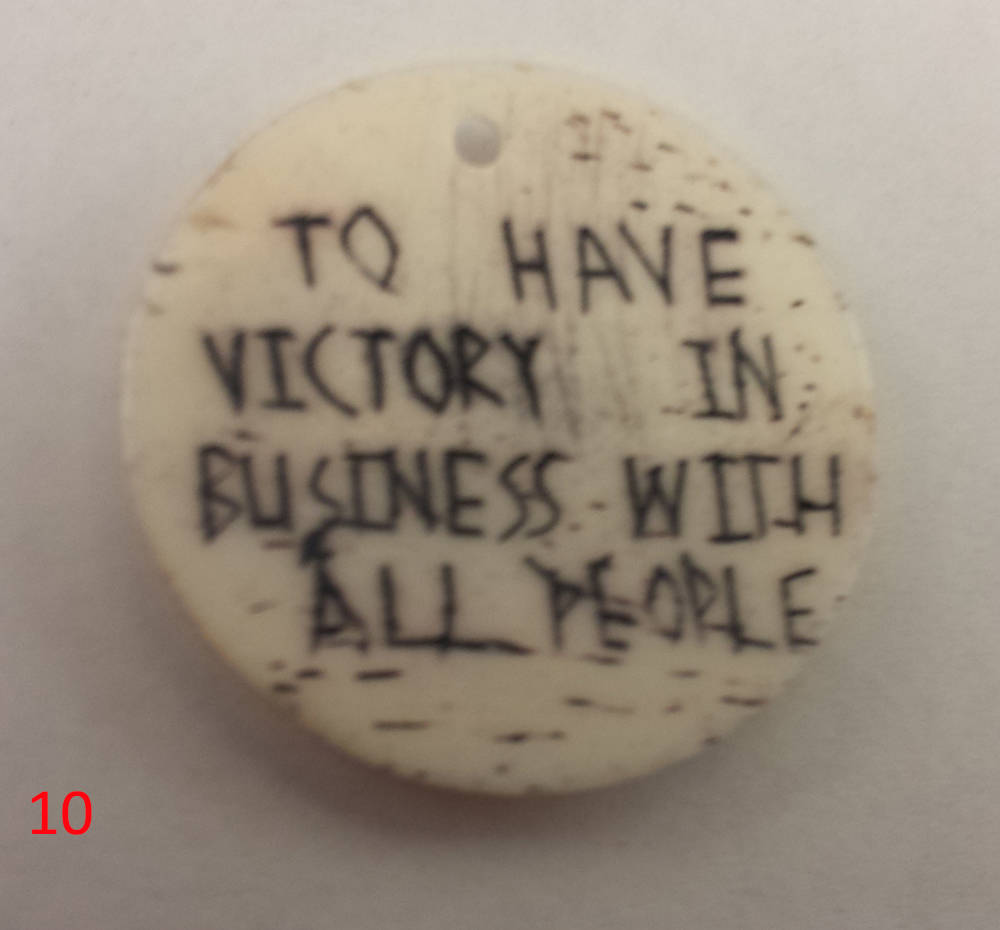 TO HAVE
VICTORY IN
BUSINESS WITH
ALL PEOPLE
10